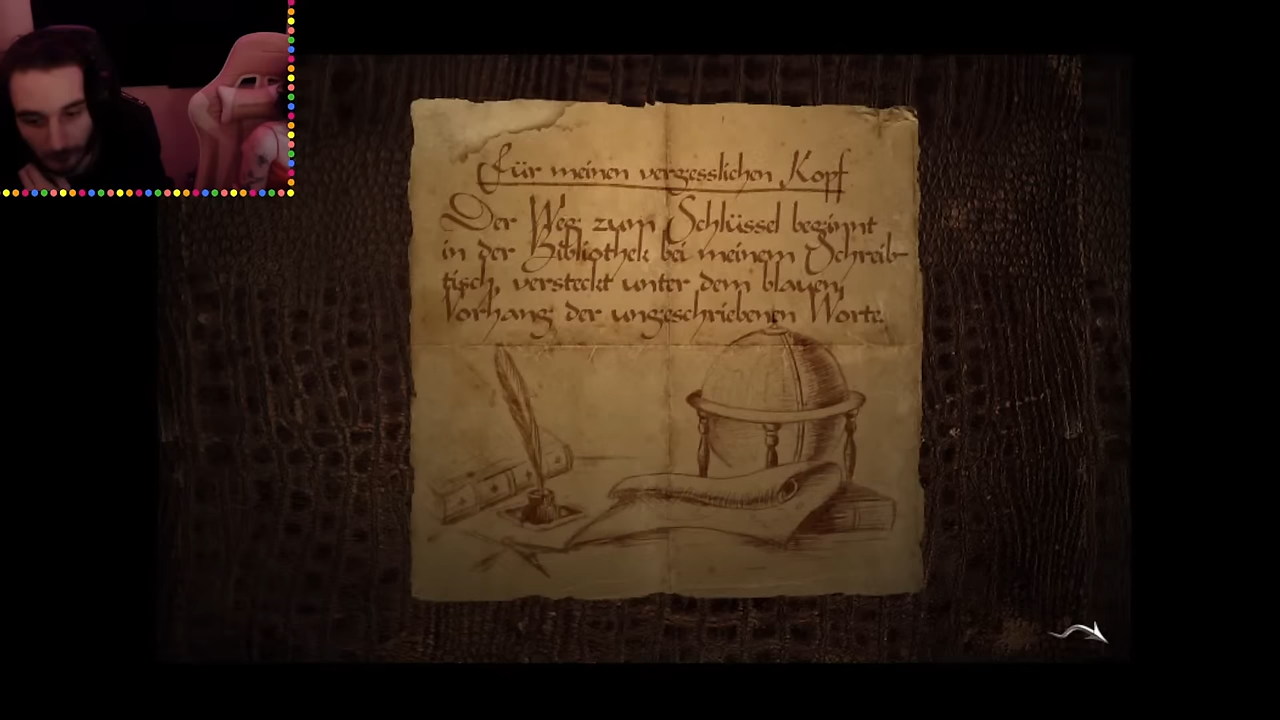 Für meinen vergesslichen Kopf
Der Weg zum Schlüssel beginnt
in der Bibliothek bei meinem Schreib-
tisch, versteckt unter dem blauen
Vorhang der ungeschriebenen Worte.